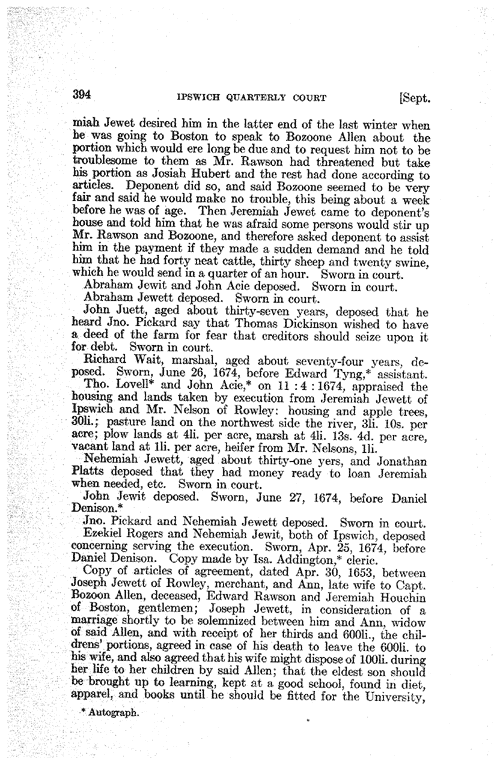 394 IPSWICH QUARTERLY COURT [Sept.
miah Jewet desired him in the latter end of the last winter when
he was going to Boston to speak to Bozoone Allen about the
portion which would ere long be due and to request him not to be
troublesome to them as Mr. Rawson had threatened but take
his portion as Josiah Hubert and the rest had done according to
articles. Deponent did so, and said Bozoone seemed to be very
fair and said he would make no trouble, this being about a week
before he was of age. Then Jeremiah Jewet came to deponent's
house and told him that he was afraid some persons would stir up
Mr. Rawson and Bozoone, and therefore asked deponent to assist
him in the payment if they made a sudden demand and he told
him that he had forty neat cattle, thirty sheep and twenty swine,
which he would send in a quarter of an hour. Sworn in court.
Abraham Jewit and John Acie deposed. Sworn in court.
Abraham Jewett deposed. Sworn in court.
John Juett, aged about thirty-seven years, deposed that he
heard Jno. Pickard say that Thomas Dickinson wished to have
a deed of the farm for fear that creditors should seize upon it
for debt. Sworn in court.
Richard Wait, marshal, aged about seventy-four years, de-
posed. Sworn, June 26, 1674, before Edward Tyng,* assistant.
Tho. Lovell* and John Acie,* on 11 : 4 : 1674, appraised the
housing and lands taken by execution from Jeremiah Jewett of
Ipswich and Mr. Nelson of Rowley: housing and apple trees,
30li.; pasture land on the northwest side the river, 3li. 10s. per
acre; plow lands at 4li. per acre, marsh at 4li. 13s. 4d. per acre,
vacant land at 1li. per acre, heifer from Mr. Nelsons, 1li.
Nehemiah Jewett, aged about thirty-one yers, and Jonathan
Platts deposed that they had money ready to loan Jeremiah
when needed, etc. Sworn in court.
John Jewit deposed. Sworn, June 27, 1674, before Daniel
Denison.*
Jno. Pickard and Nehemiah Jewett deposed. Sworn in court.
Ezekiel Rogers and Nehemiah Jewit, both of Ipswich, deposed
concerning serving the execution. Sworn, Apr. 25, 1674, before
Daniel Denison. Copy made by Isa. Addington,* cleric.
Copy of articles of agreement, dated Apr. 30, 1653, between
Joseph Jewett of Rowley, merchant, and Ann, late wife to Capt.
Bozoon Allen, deceased, Edward Rawson and Jeremiah Houchin
of Boston, gentlemen; Joseph Jewett, in consideration of a
marriage shortly to be solemnized between him and Ann, widow
of said Allen, and with receipt of her thirds and 600li., the chil-
drens' portions, agreed in case of his death to leave the 600li. to
his wife, and also agreed that his wife might dispose of 100li. during
her life to her children by said Allen; that the eldest son should
be brought up to learning, kept at a good school, found in diet,
apparel, and books until he should be fitted for the University,
* Autograph.